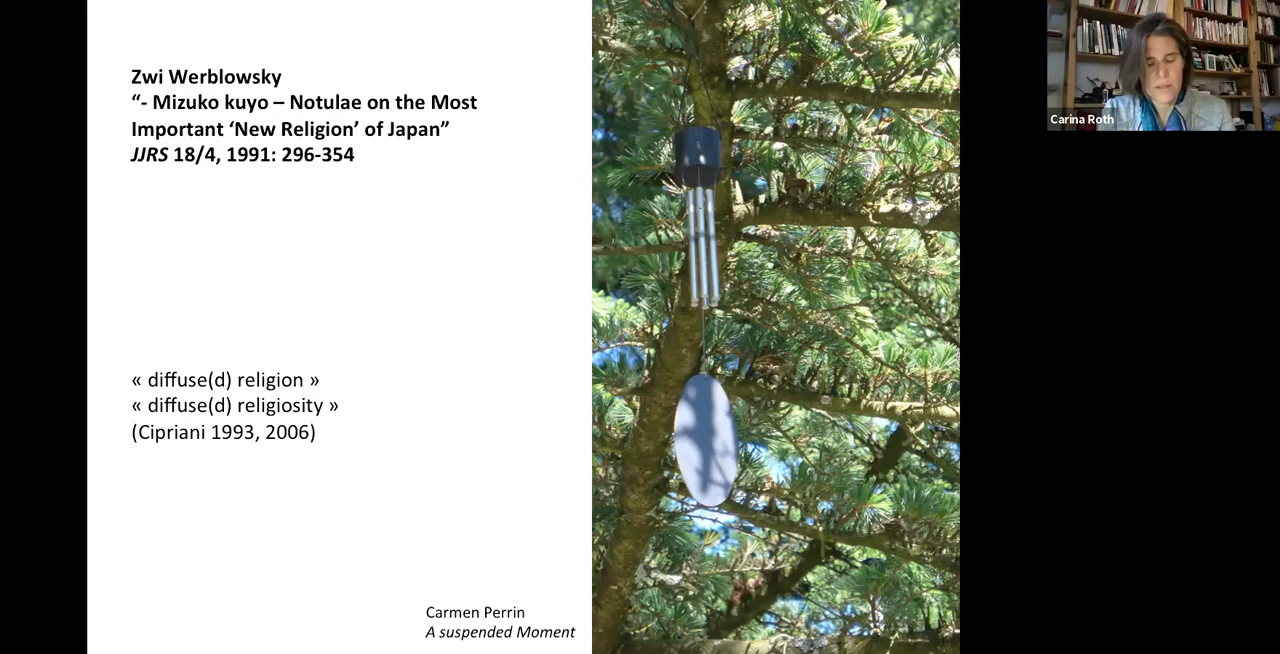 Zwi Werblowsky
“- Mizuko kuyo – Notulae on the Most
Important ‘New Religion’ of Japan”
JJRS 18/4, 1991: 296-354
« diffuse(d) religion »
« diffuse(d) religiosity »
(Cipriani 1993, 2006)
Carmen Perrin
A suspended Moment
Carina Roth